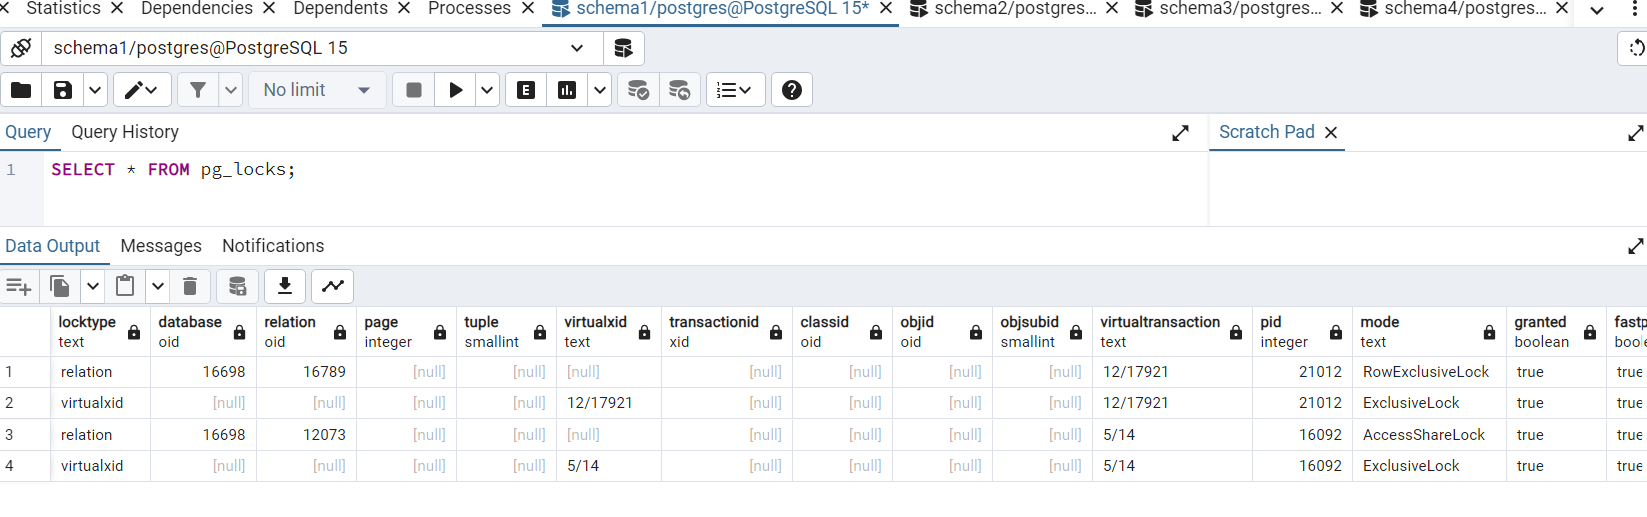 Statistics Dependencies Dependents Processes schema1/postgres@PostgreSQL 15* schema2/postgres... schema3/postgres... schema4/postgres...
schema1/postgres@PostgreSQL 15
No limit E
Query Query History Scratch Pad
1 SELECT * FROM pg_locks;
Data Output Messages Notifications
locktype database relation page tuple virtualxid transactionid classid objid objsubid virtualtransaction pid mode granted fastp
text oid oid integer smallint text xid oid oid smallint text integer text boolean boole
1 relation 16698 16789 [null] [null] [null] [null] [null] [null] [null] 12/17921 21012 RowExclusiveLock true true
2 virtualxid [null] [null] [null] [null] 12/17921 [null] [null] [null] [null] 12/17921 21012 ExclusiveLock true true
3 relation 16698 12073 [null] [null] [null] [null] [null] [null] [null] 5/14 16092 AccessShareLock true true
4 virtualxid [null] [null] [null] [null] 5/14 [null] [null] [null] [null] 5/14 16092 ExclusiveLock true true